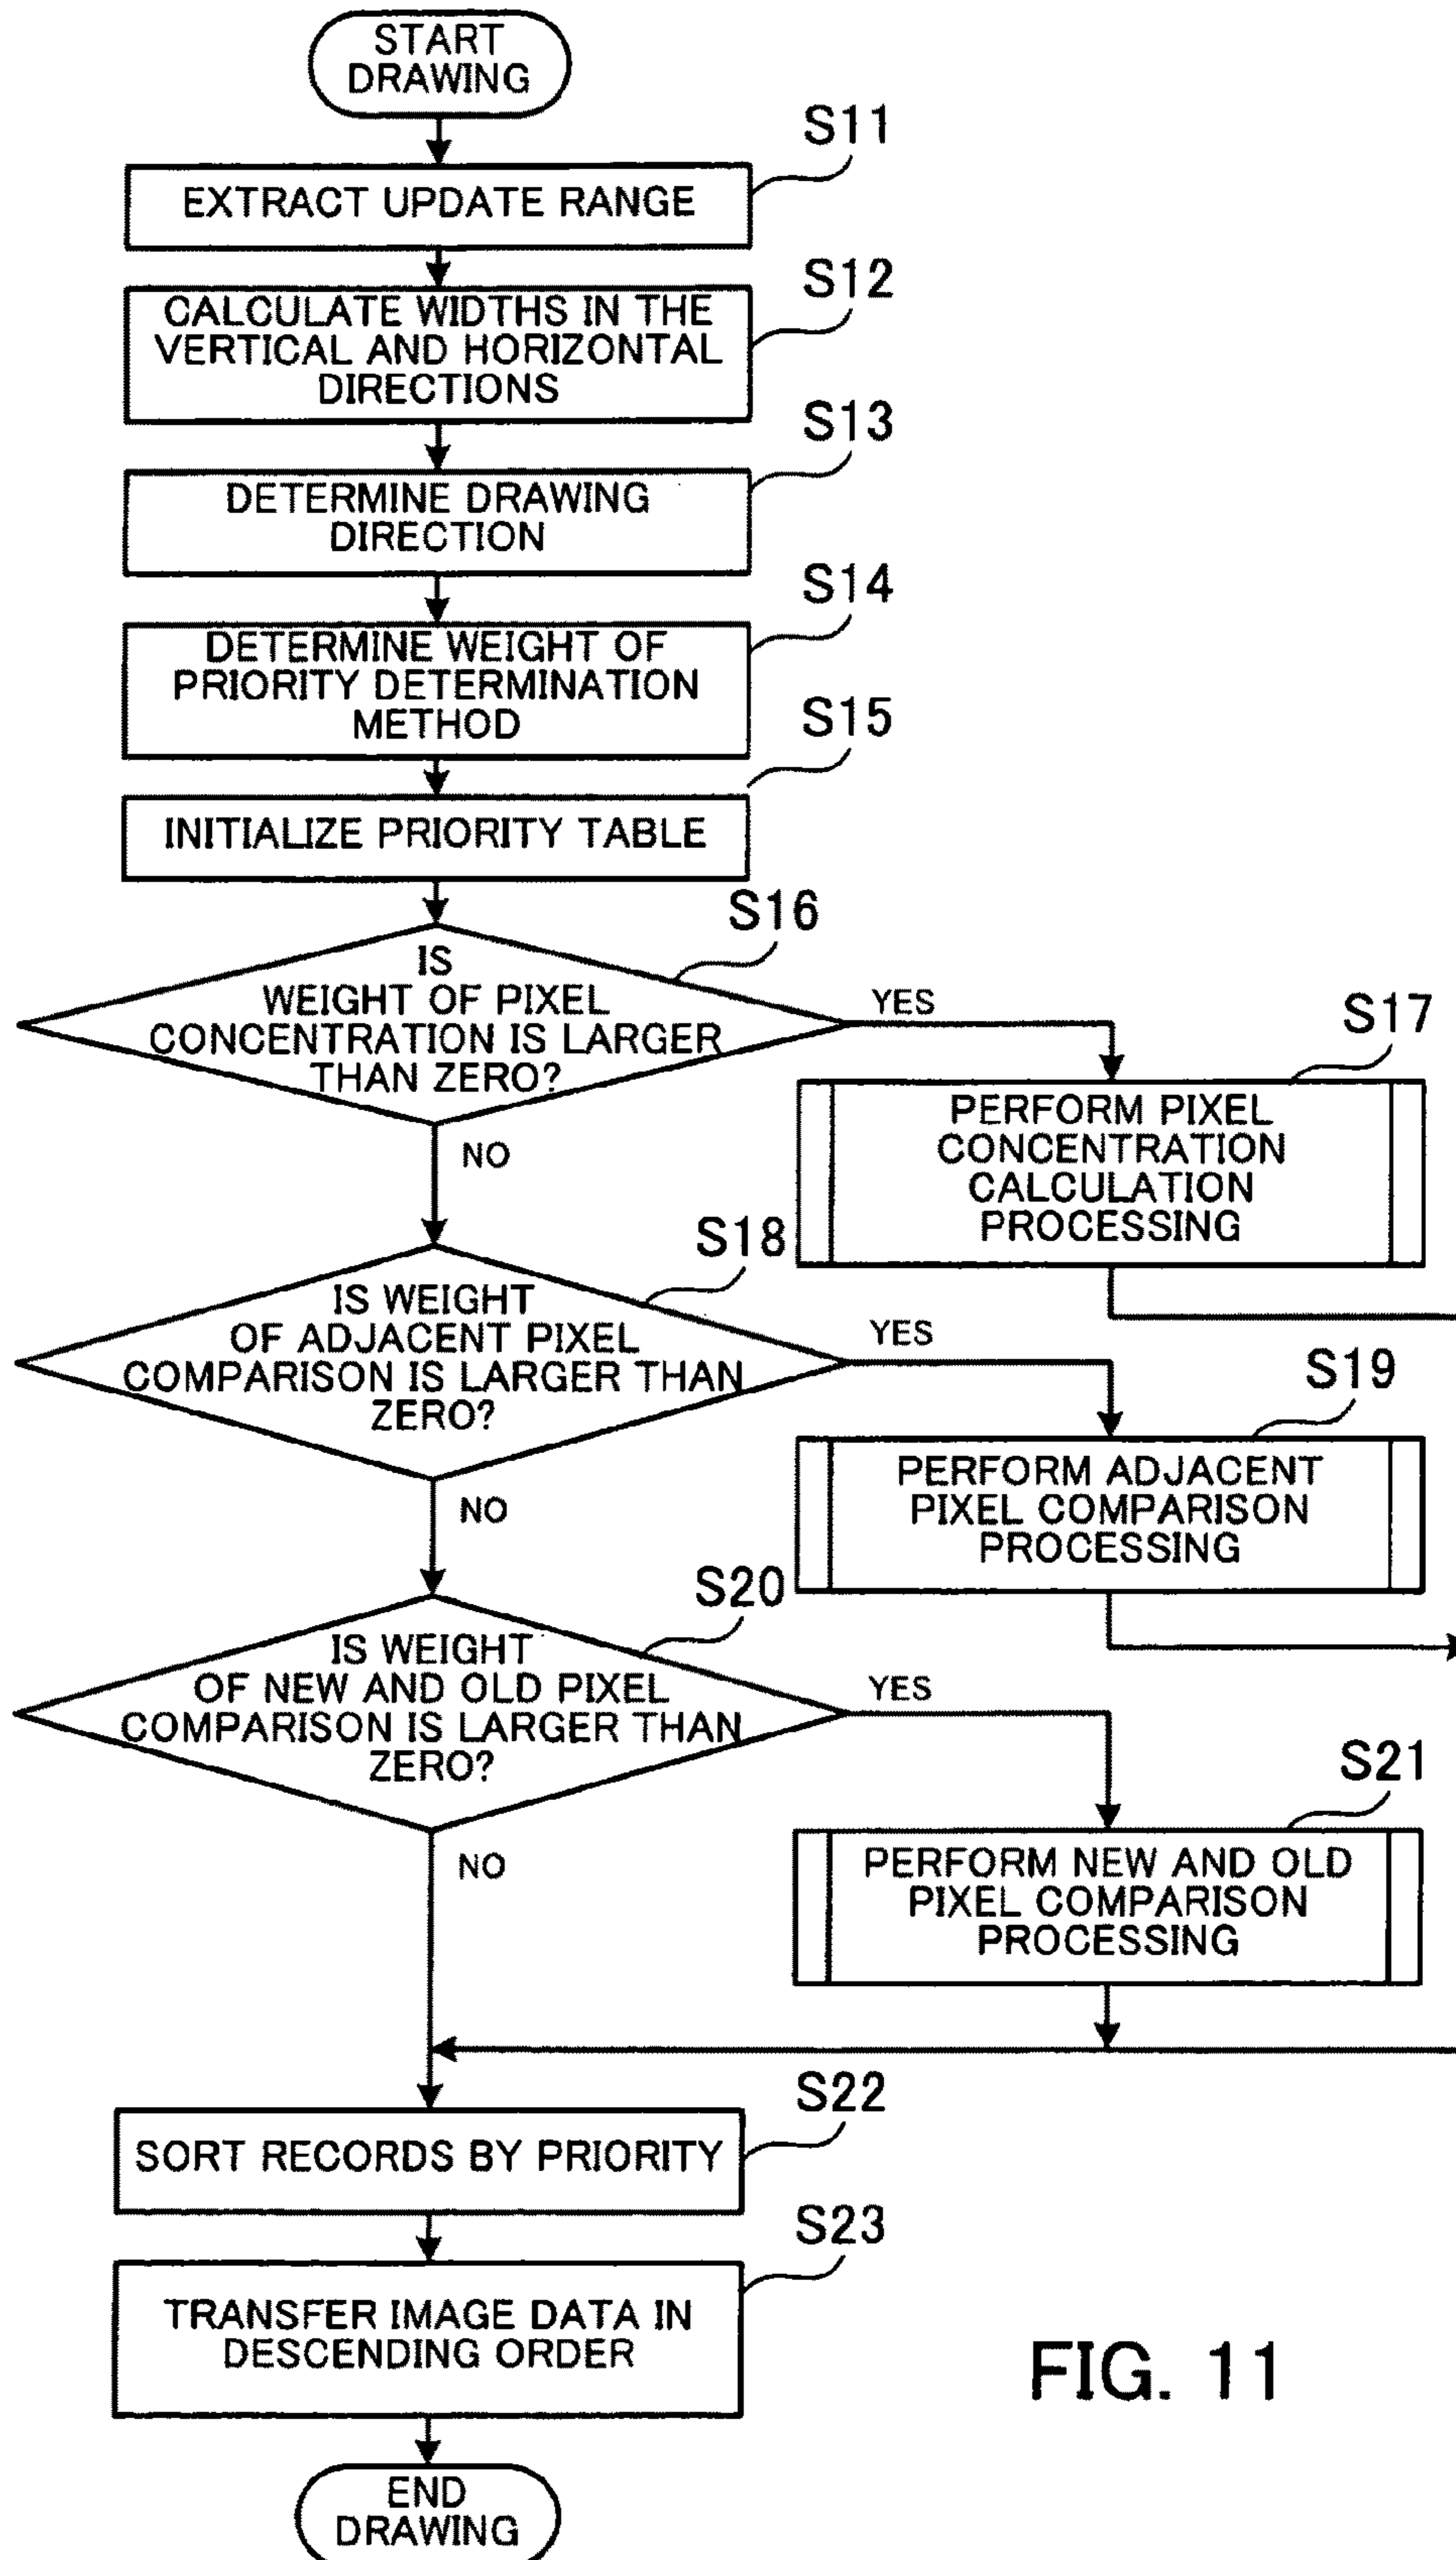 START
DRAWING
S11
EXTRACT UPDATE RANGE
S12
CALCULATE WIDTHS IN THE
VERTICAL AND HORIZONTAL
DIRECTIONS
S13
DETERMINE DRAWING
DIRECTION
S14
DETERMINE WEIGHT OF
PRIORITY DETERMINATION
METHOD
S15
INITIALIZE PRIORITY TABLE
S16
IS
WEIGHT OF PIXEL
CONCENTRATION IS LARGER
THAN ZERO?
YES
NO
S17
PERFORM PIXEL
CONCENTRATION
CALCULATION
PROCESSING
S18
IS WEIGHT
OF ADJACENT PIXEL
COMPARISON IS LARGER THAN
ZERO?
YES
NO
S19
PERFORM ADJACENT
PIXEL COMPARISON
PROCESSING
S20
IS WEIGHT
OF NEW AND OLD PIXEL
COMPARISON IS LARGER THAN
ZERO?
YES
NO
S21
PERFORM NEW AND OLD
PIXEL COMPARISON
PROCESSING
S22
SORT RECORDS BY PRIORITY
S23
TRANSFER IMAGE DATA IN
DESCENDING ORDER
END
DRAWING
FIG. 11